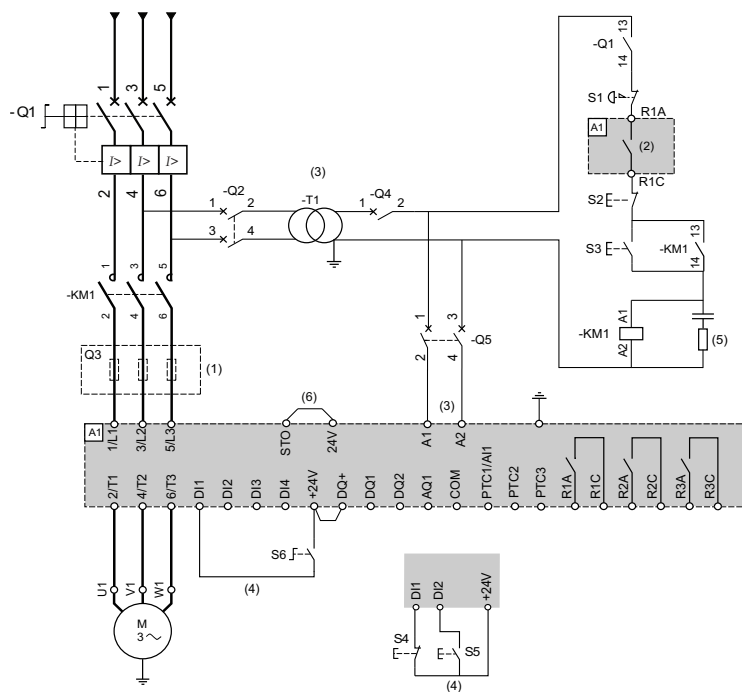 -Q1
1
3
5
I>
I>
I>
2
4
6
-Q2
1
2
3
4
(3)
-T1
-Q4
1
2
13
-Q1
14
S1
R1A
A1
(2)
R1C
S2
S3
13
-KM1
14
-KM1
A1
A2
(5)
-KM1
1
3
5
2
4
6
1
3
-Q5
2
4
Q3
(1)
(6)
(3)
A1
1/L1
3/L2
5/L3
STO
24V
A1
A2
2/T1
4/T2
6/T3
DI1
DI2
DI3
DI4
+24V
DQ+
DQ1
DQ2
AQ1
COM
PTC1/AI1
PTC2
PTC3
R1A
R1C
R2A
R2C
R3A
R3C
S6
(4)
U1
V1
W1
M
3
DI1
DI2
+24V
S4
S5
(4)